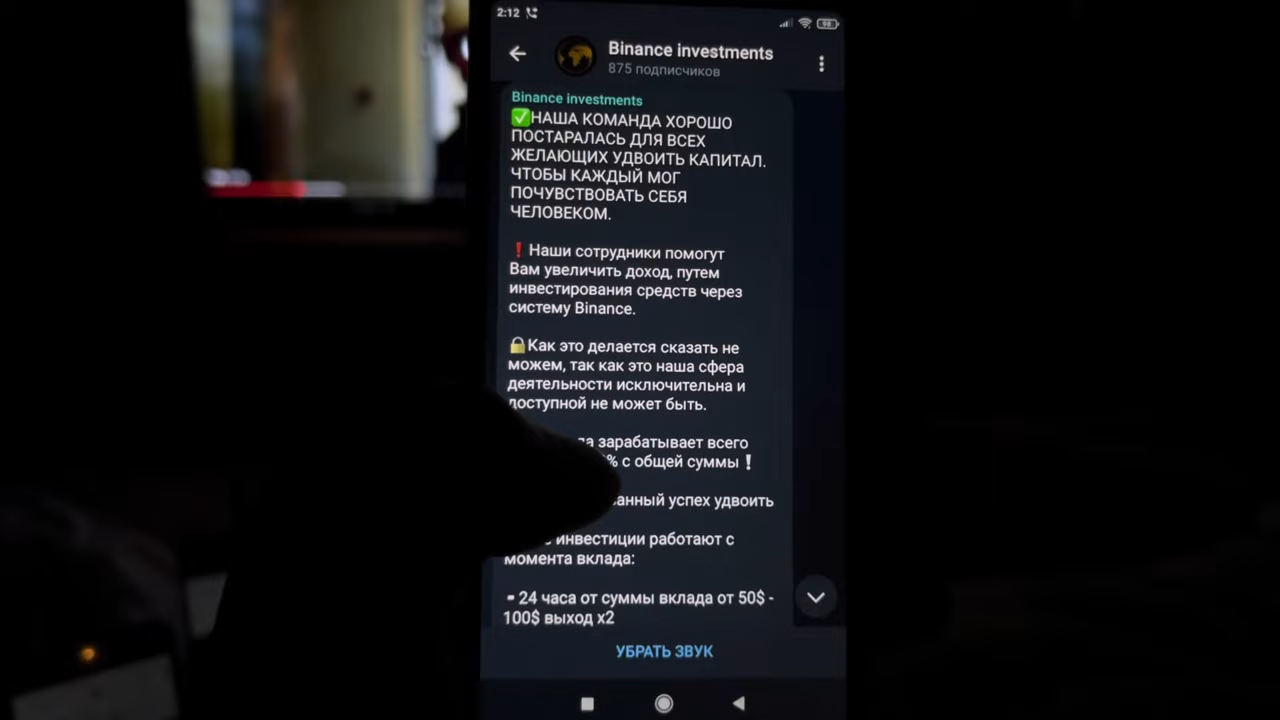 2:12
98
Binance investments
875 подписчиков
Binance investments
✅НАША КОМАНДА ХОРОШО
ПОСТАРАЛАСЬ ДЛЯ ВСЕХ
ЖЕЛАЮЩИХ УДВОИТЬ КАПИТАЛ.
ЧТОБЫ КАЖДЫЙ МОГ
ПОЧУВСТВОВАТЬ СЕБЯ
ЧЕЛОВЕКОМ.
❗Наши сотрудники помогут
Вам увеличить доход, путем
инвестирования средств через
систему Binance.
🔒Как это делается сказать не
можем, так как это наша сфера
деятельности исключительна и
доступной не может быть.
зарабатывает всего
% с общей суммы❕
успех удвоить
инвестиции работают с
момента вклада:
▪24 часа от суммы вклада от 50$ -
100$ выход х2
УБРАТЬ ЗВУК